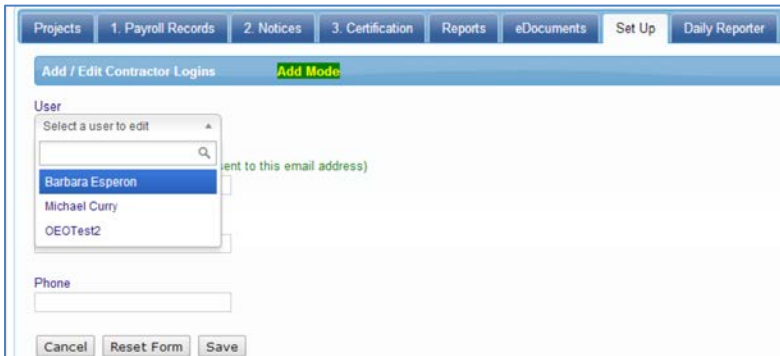 Projects 1. Payroll Records 2. Notices 3. Certification Reports eDocuments Set Up Daily Reporter
Add / Edit Contractor Logins Add Mode
User
Select a user to edit
to this email address)
Barbara Esperon
Michael Curry
OEOTest2
Phone
Cancel Reset Form Save